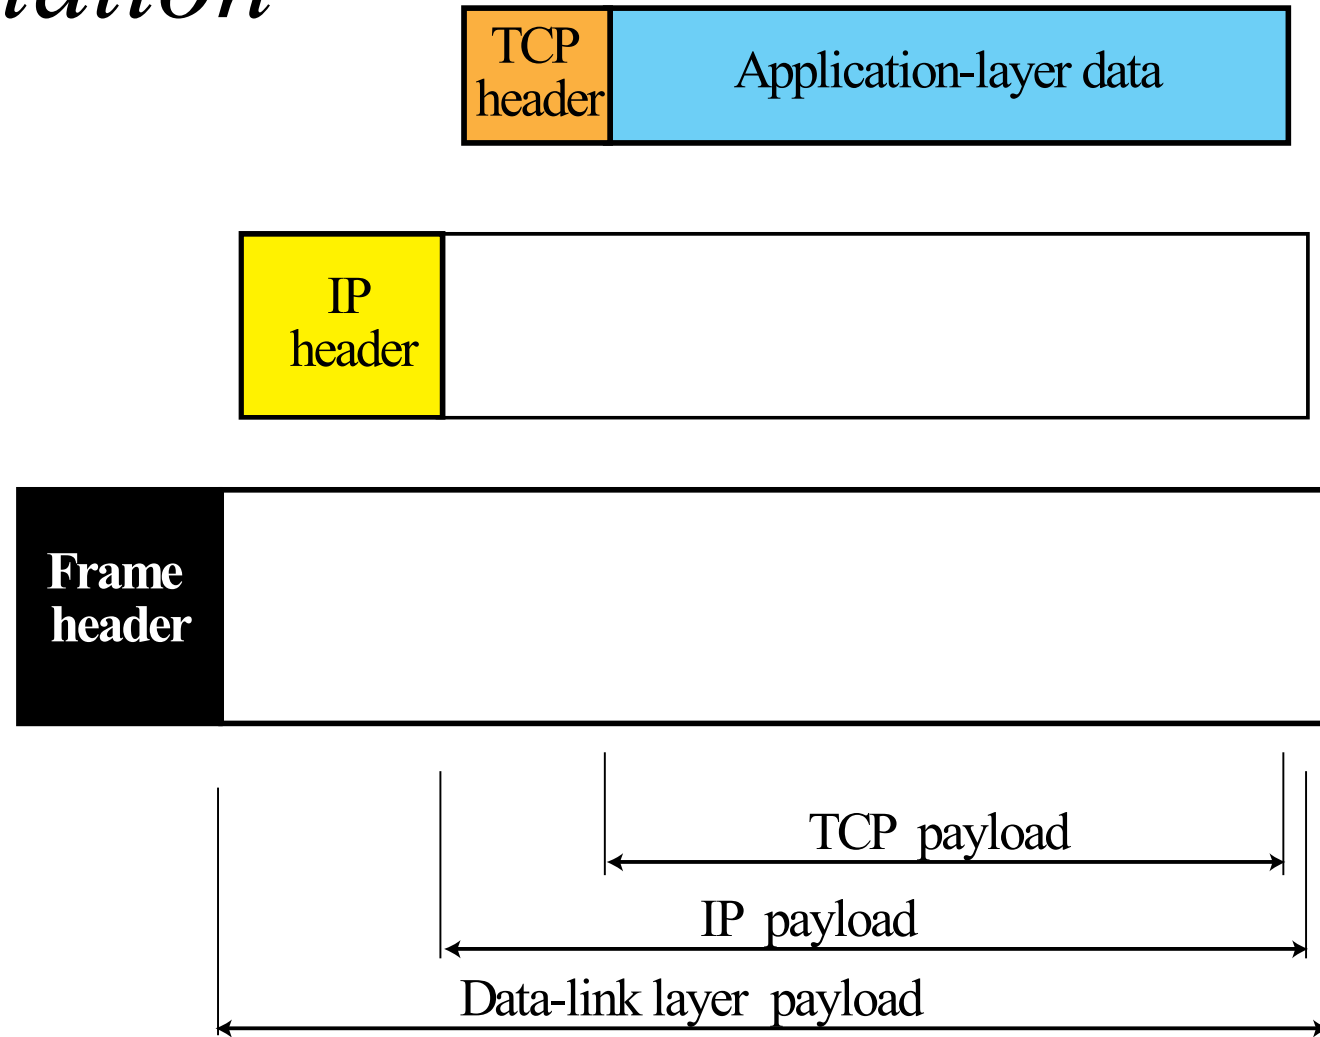 TCP
header
Application-layer data
IP
header
Frame
header
TCP payload
IP payload
Data-link layer payload